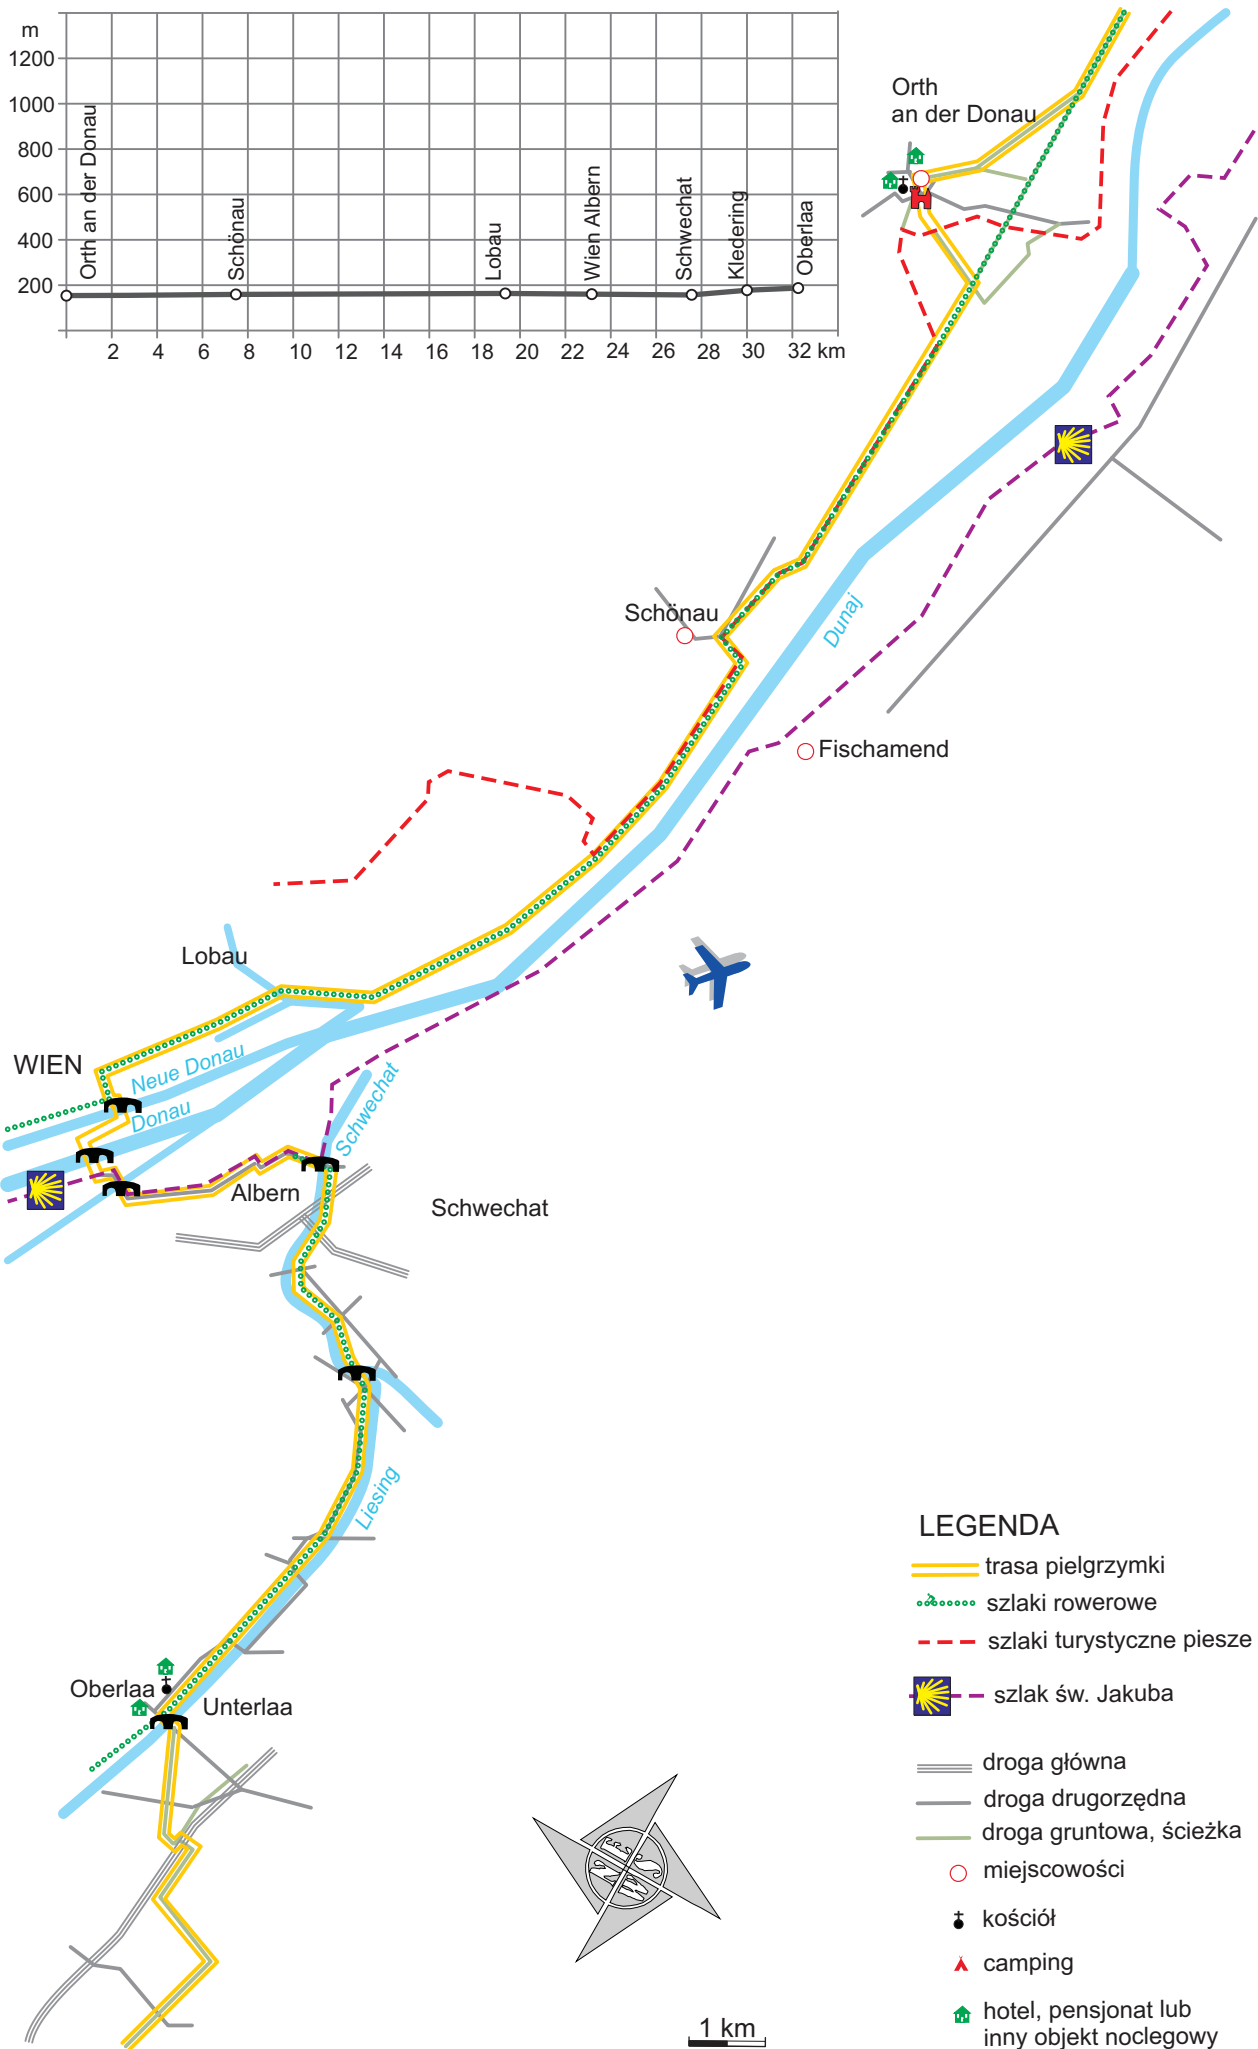 m
1200
1000
800
600
400
200
Orth an der Donau
Schönau
Lobau
Wien Albern
Schwechat
Kledering
Oberlaa
2 4 6 8 10 12 14 16 18 20 22 24 26 28 30 32 km
Orth
an der Donau
Schönau
Dunaj
Fischamend
Lobau
WIEN
Neue Donau
Donau
Schwechat
Albern
Schwechat
Liesing
Oberlaa
Unterlaa
N
E
S
W
1 km
LEGENDA
trasa pielgrzymki
szlaki rowerowe
szlaki turystyczne piesze
szlak św. Jakuba
droga główna
droga drugorzędna
droga gruntowa, ścieżka
miejscowości
kościół
camping
hotel, pensjonat lub
inny objekt noclegowy